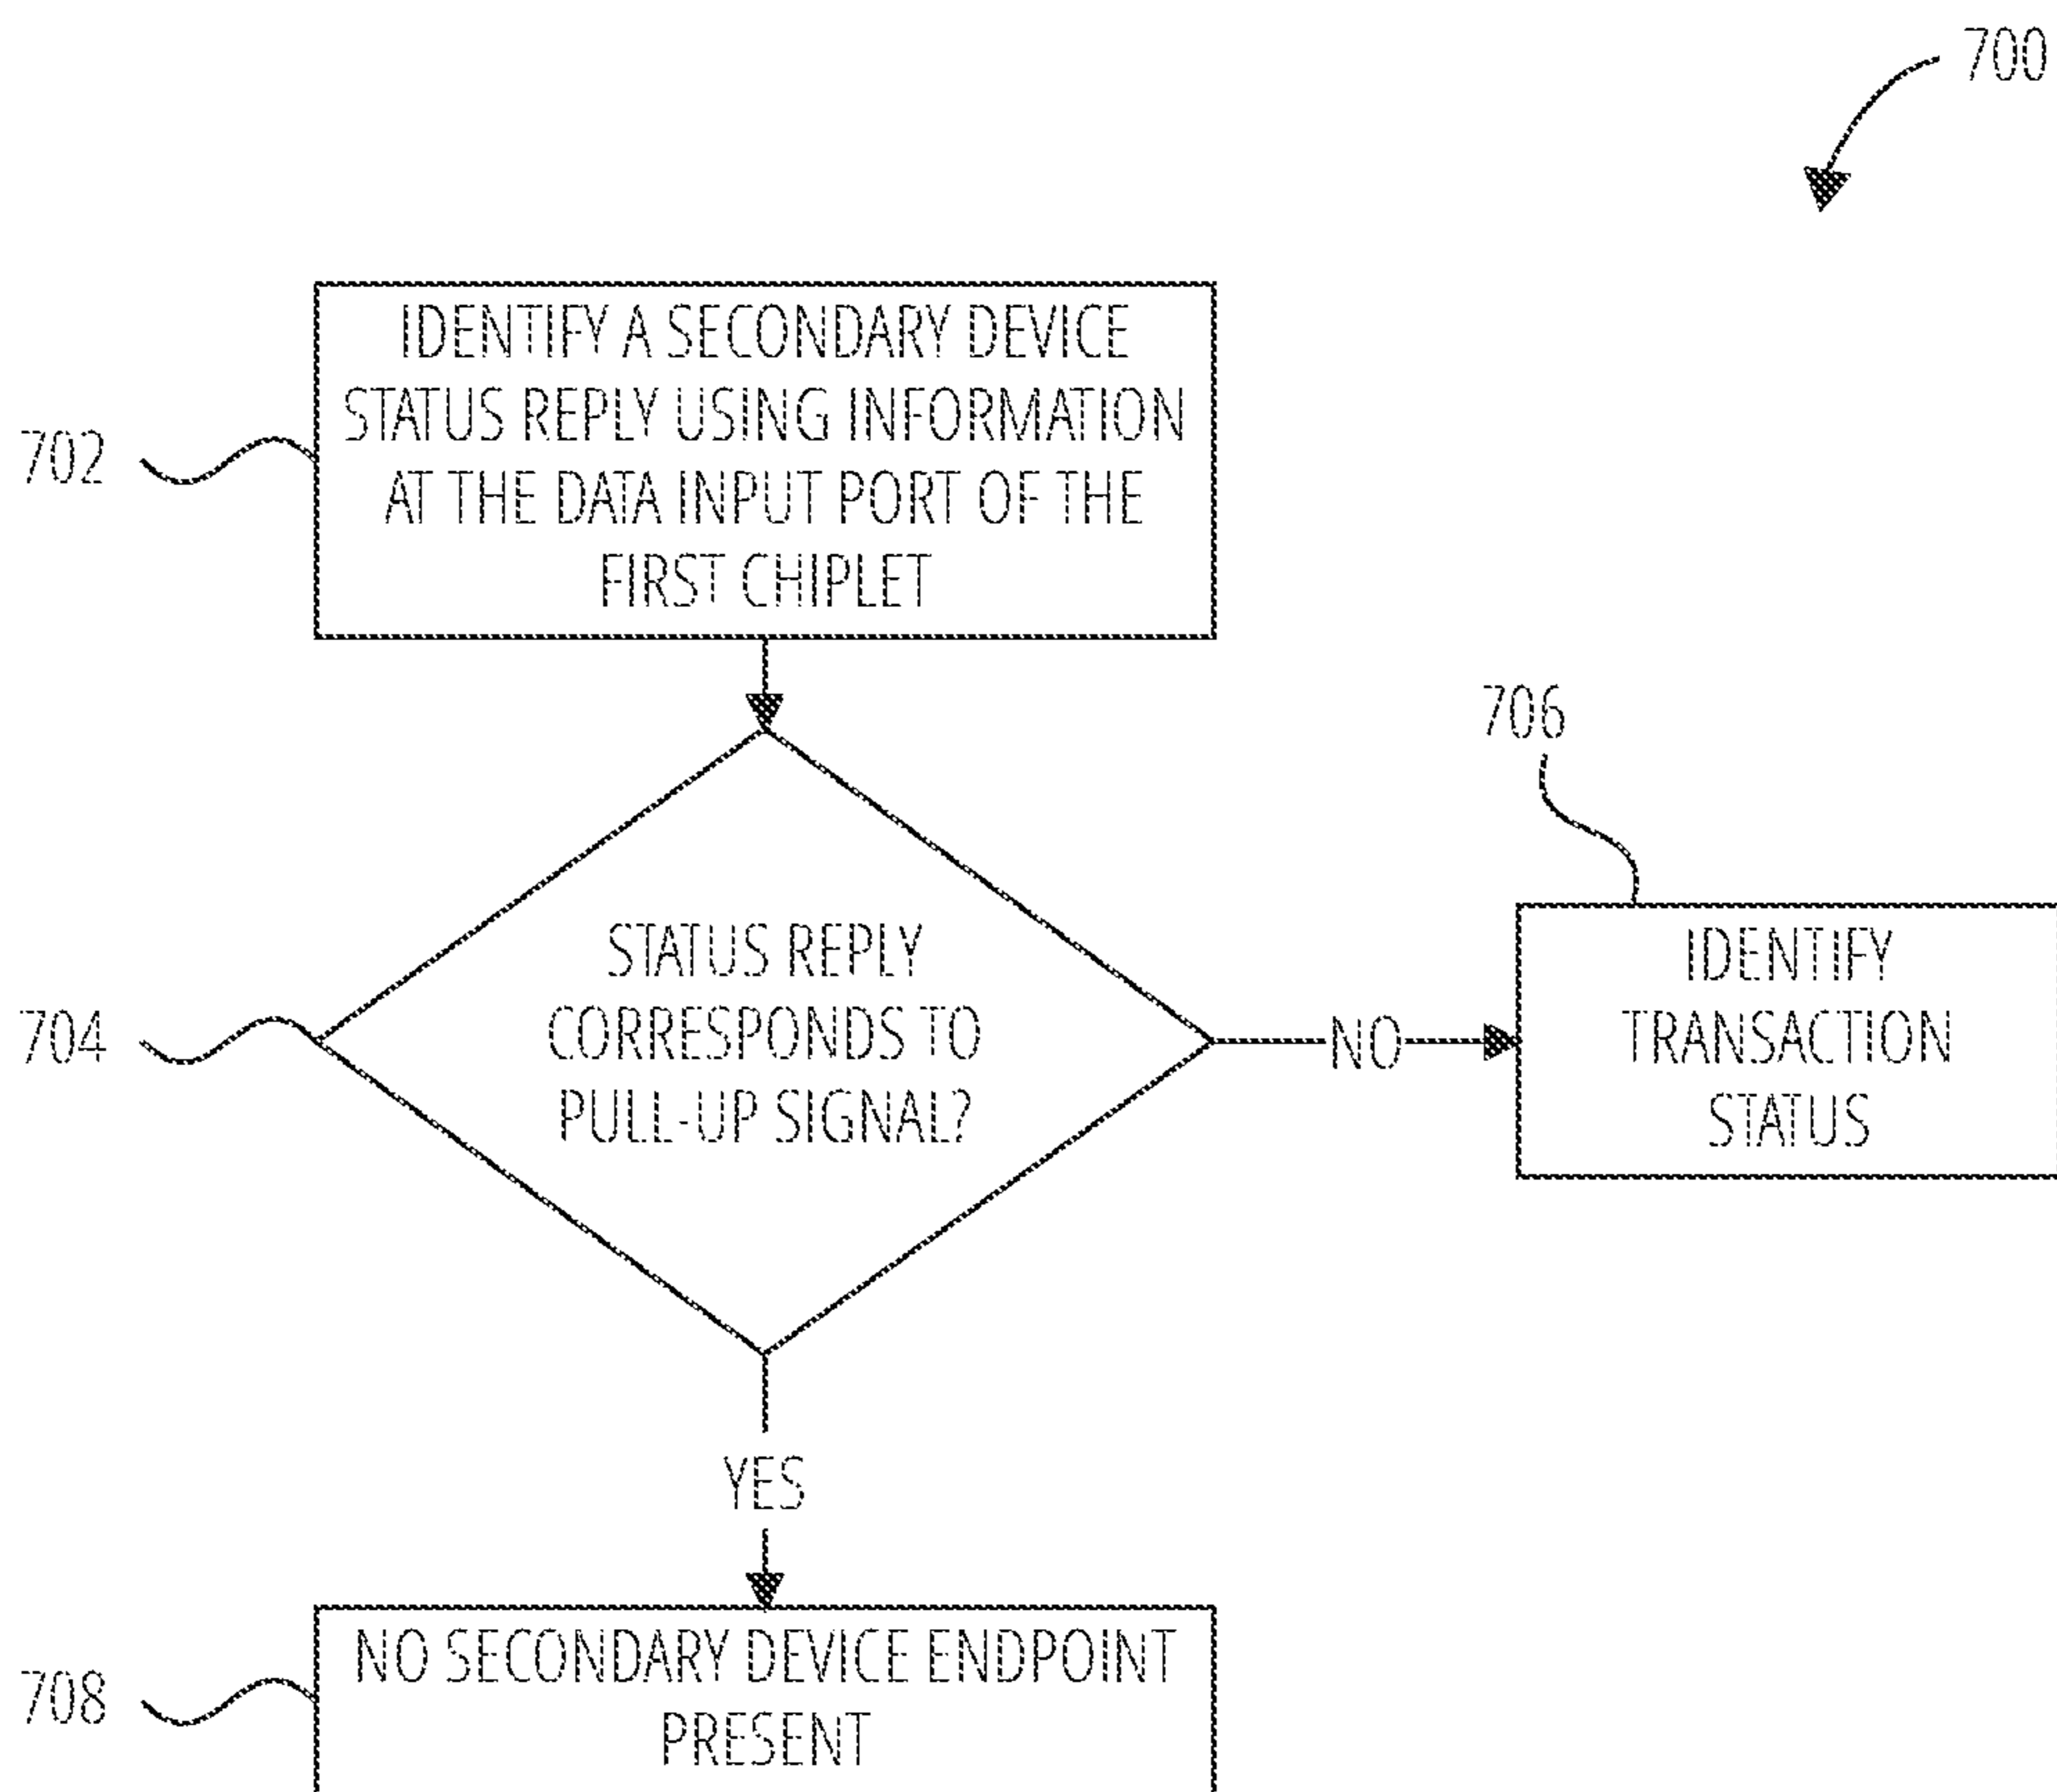 700
IDENTIFY A SECONDARY DEVICE
STATUS REPLY USING INFORMATION
AT THE DATA INPUT PORT OF THE
FIRST CHIPLET
702
706
STATUS REPLY
CORRESPONDS TO
PULL-UP SIGNAL?
704
NO
IDENTIFY
TRANSACTION
STATUS
YES
NO SECONDARY DEVICE ENDPOINT
PRESENT
708